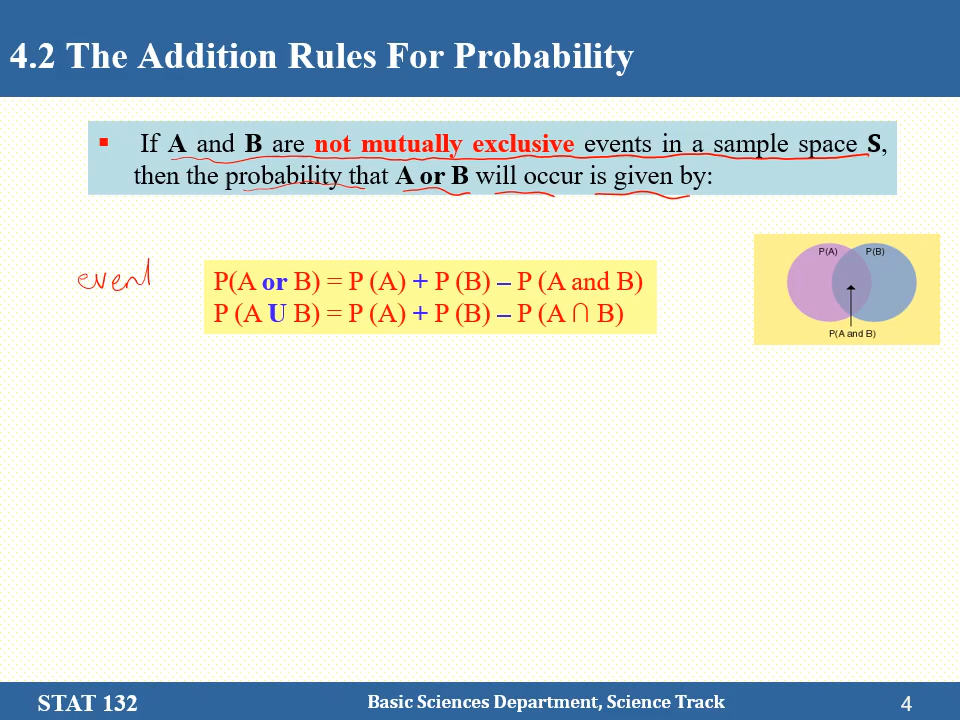 4.2 The Addition Rules For Probability
If A and B are not mutually exclusive events in a sample space S,
then the probability that A or B will occur is given by:
event
P(A or B) = P (A) + P (B) – P (A and B)
P (A U B) = P (A) + P (B) – P (A ∩ B)
P(A) P(B)
P(A and B)
STAT 132
Basic Sciences Department, Science Track
4